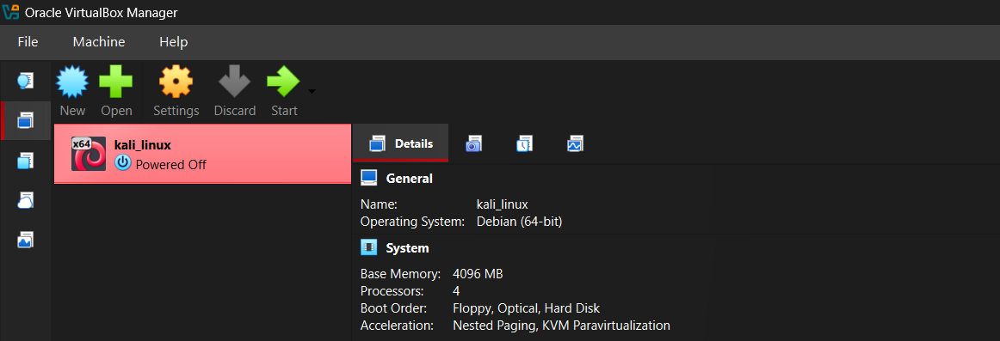 Oracle VirtualBox Manager
File Machine Help
New Open Settings Discard Start
x64
kali_linux
Powered Off
Details
General
Name: kali_linux
Operating System: Debian (64-bit)
System
Base Memory: 4096 MB
Processors: 4
Boot Order: Floppy, Optical, Hard Disk
Acceleration: Nested Paging, KVM Paravirtualization